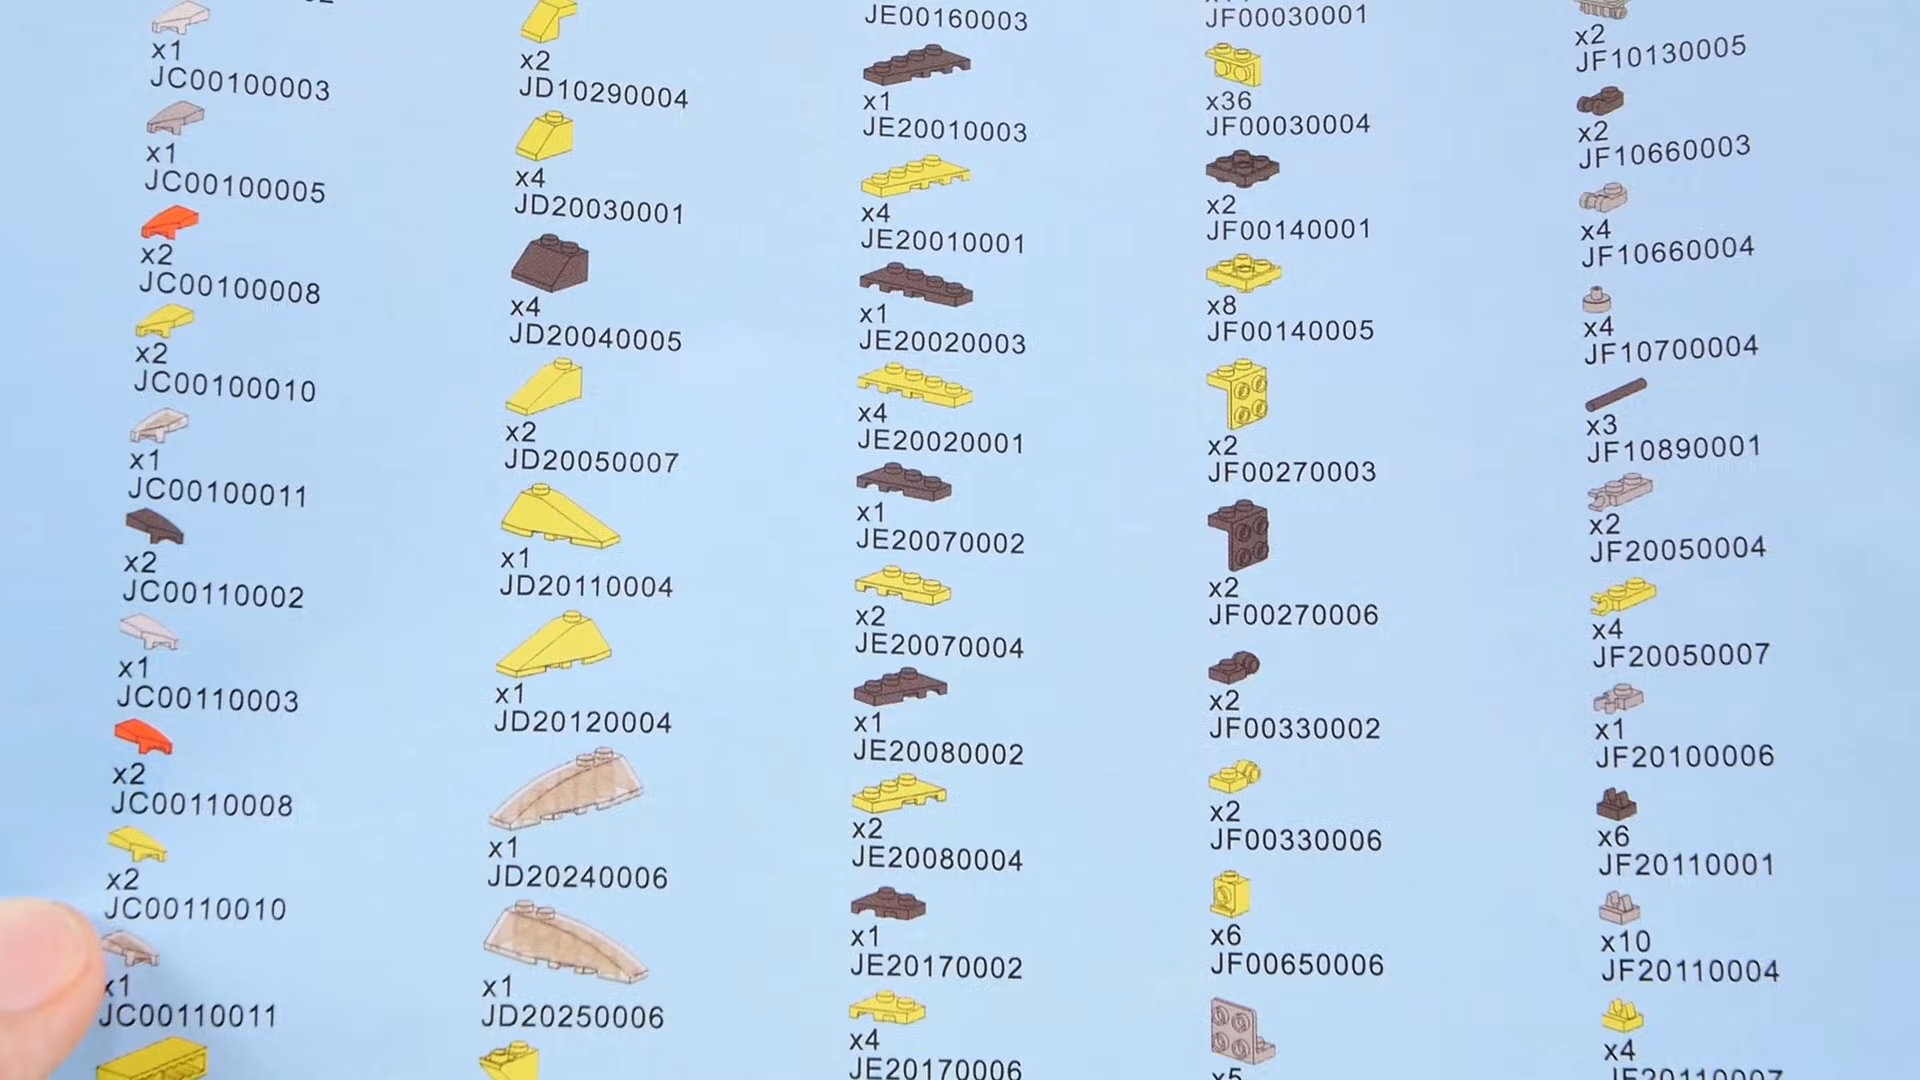 x1
JC00100003
x1
JC00100005
x2
JC00100008
x2
JC00100010
x1
JC00100011
x2
JC00110002
x1
JC00110003
x2
JC00110008
x2
JC00110010
x1
JC00110011
x2
JD10290004
x4
JD20030001
x4
JD20040005
x2
JD20050007
x1
JD20110004
x1
JD20120004
x1
JD20240006
x1
JD20250006
JE00160003
x1
JE20010003
x4
JE20010001
x1
JE20020003
x4
JE20020001
x1
JE20070002
x2
JE20070004
x1
JE20080002
x2
JE20080004
x1
JE20170002
x4
JE20170006
JF00030001
x36
JF00030004
x2
JF00140001
x8
JF00140005
x2
JF00270003
x2
JF00270006
x2
JF00330002
x2
JF00330006
x6
JF00650006
x5
x2
JF10130005
x2
JF10660003
x4
JF10660004
x4
JF10700004
x3
JF10890001
x2
JF20050004
x4
JF20050007
x1
JF20100006
x6
JF20110001
x10
JF20110004
x4
JF20110007